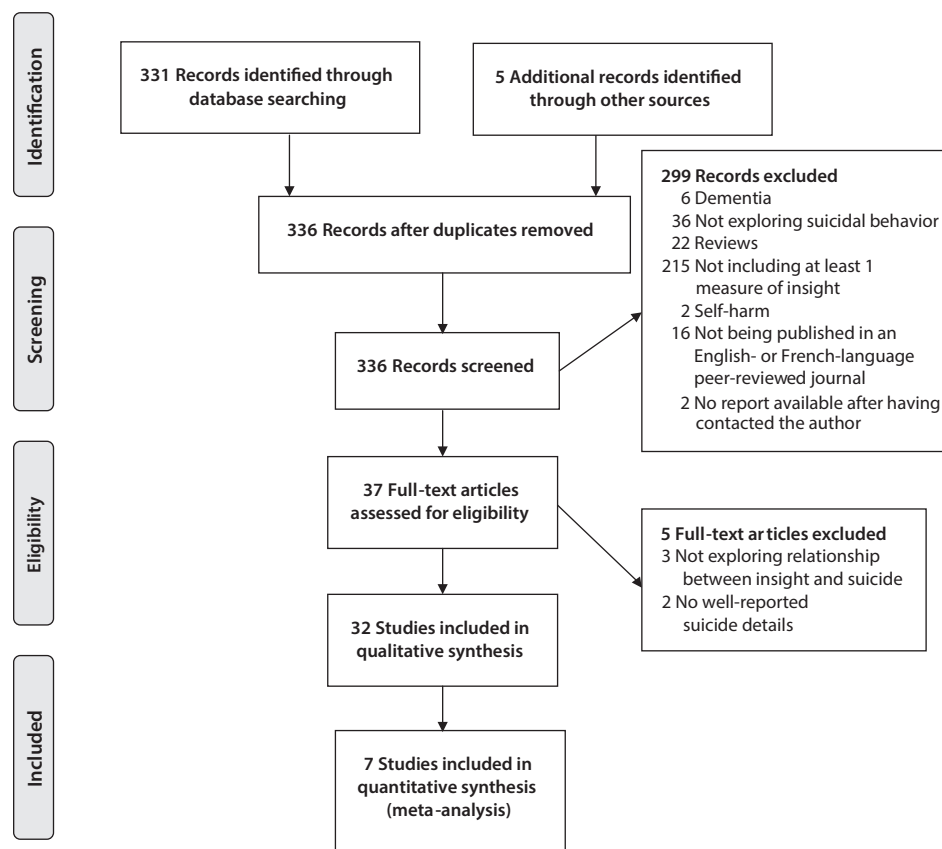 Identification
331 Records identified through
database searching
5 Additional records identified
through other sources
336 Records after duplicates removed
299 Records excluded
6 Dementia
36 Not exploring suicidal behavior
22 Reviews
215 Not including at least 1
measure of insight
2 Self-harm
16 Not being published in an
English- or French-language
peer-reviewed journal
2 No report available after having
contacted the author
Screening
336 Records screened
Eligibility
37 Full-text articles
assessed for eligibility
5 Full-text articles excluded
3 Not exploring relationship
between insight and suicide
2 No well-reported
suicide details
32 Studies included in
qualitative synthesis
Included
7 Studies included in
quantitative synthesis
(meta-analysis)